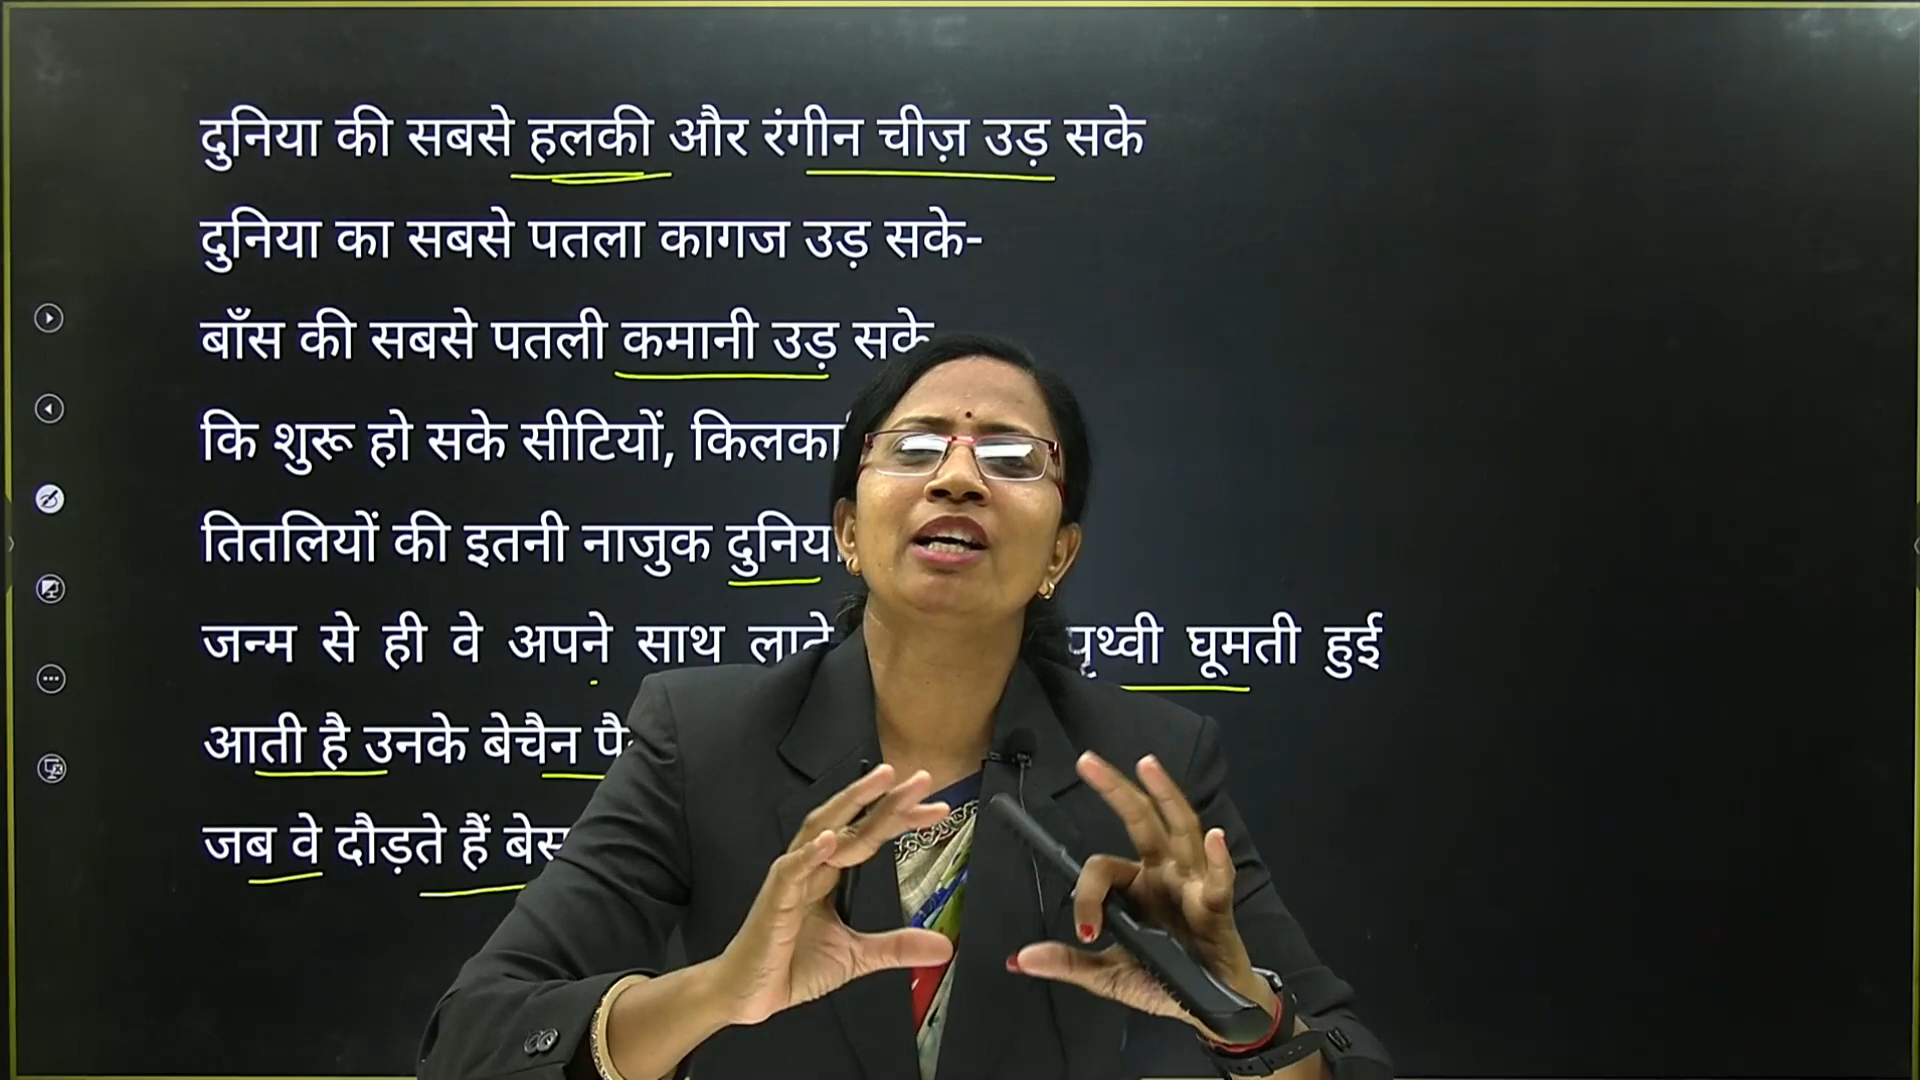 दुनिया की सबसे हलकी और रंगीन चीज़ उड़ सके
दुनिया का सबसे पतला कागज उड़ सके-
बाँस की सबसे पतली कमानी उड़ सके
कि शुरू हो सके सीटियों,
तितलियों की इतनी नाजुक दुनिया
जन्म से ही वे अपने साथ लाते पृथ्वी घूमती हुई
आती है उनके बेचैन
जब वे दौड़ते हैं